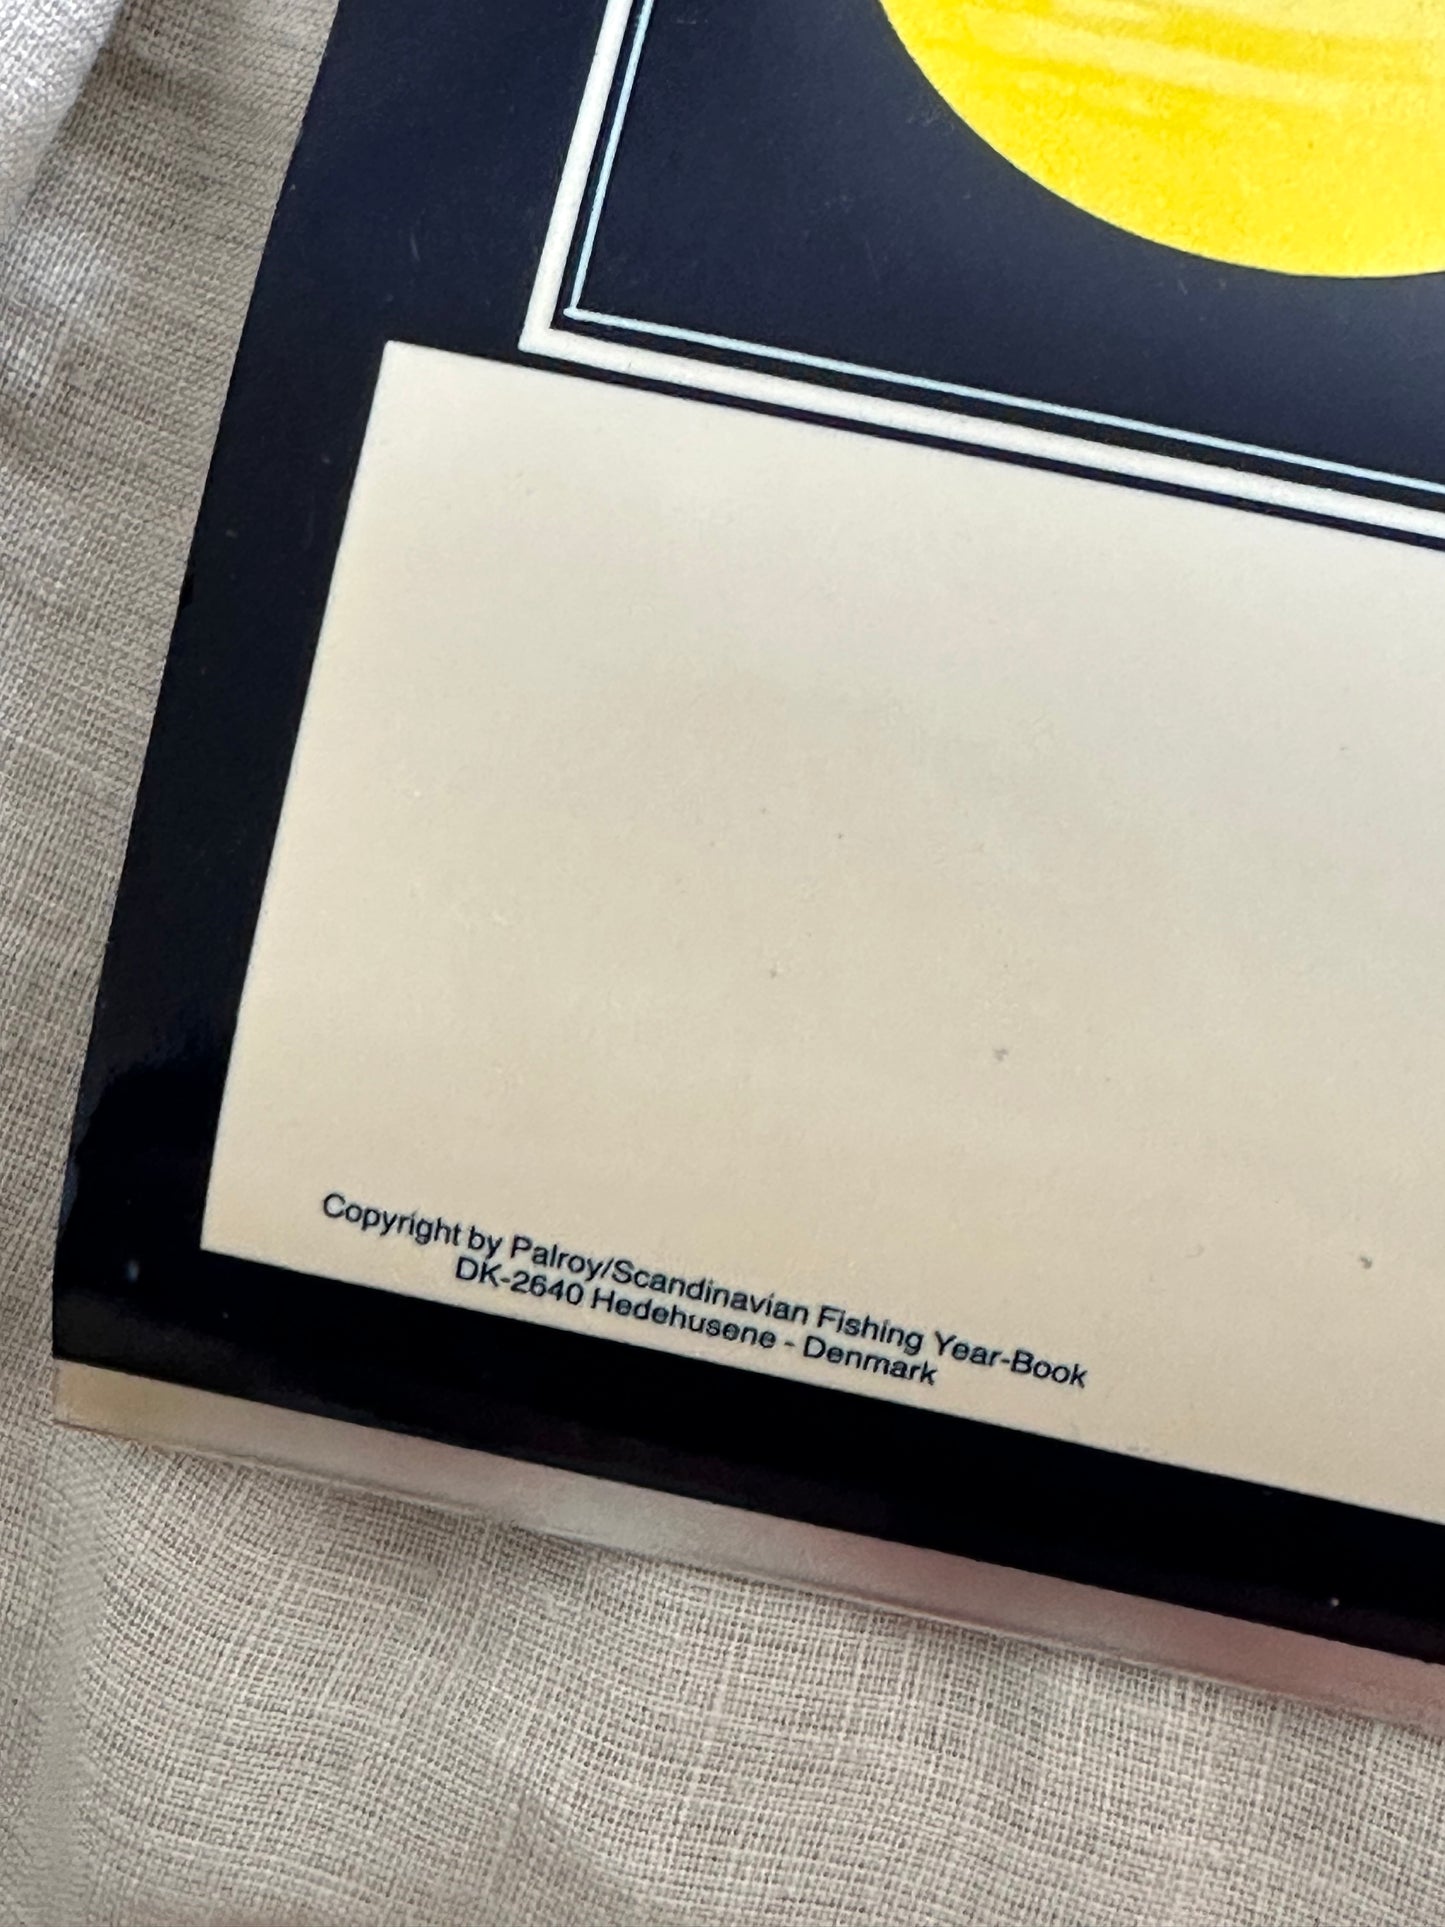 Copyright by Palroy/Scandinavian Fishing Year-Book
DK-2640 Hedehusene - Denmark